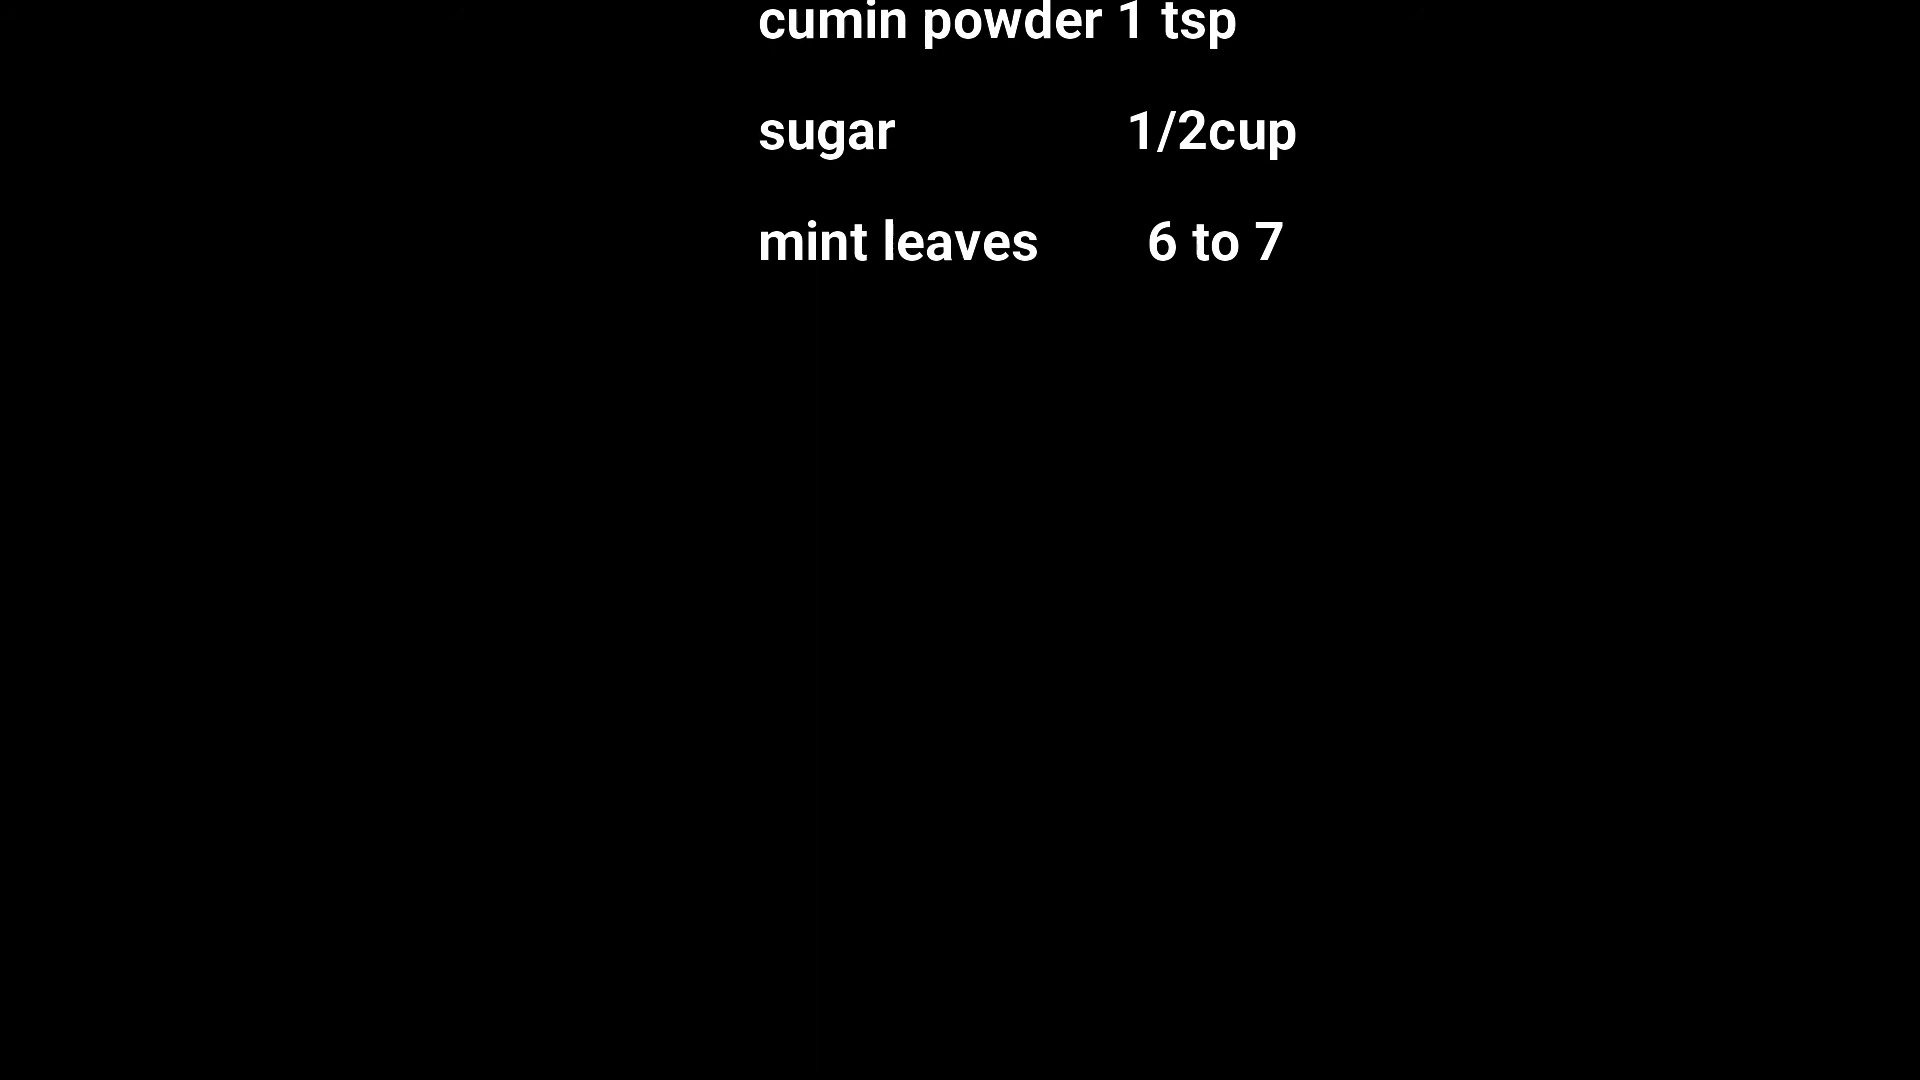 cumin powder 1 tsp
sugar 1/2cup
mint leaves 6 to 7